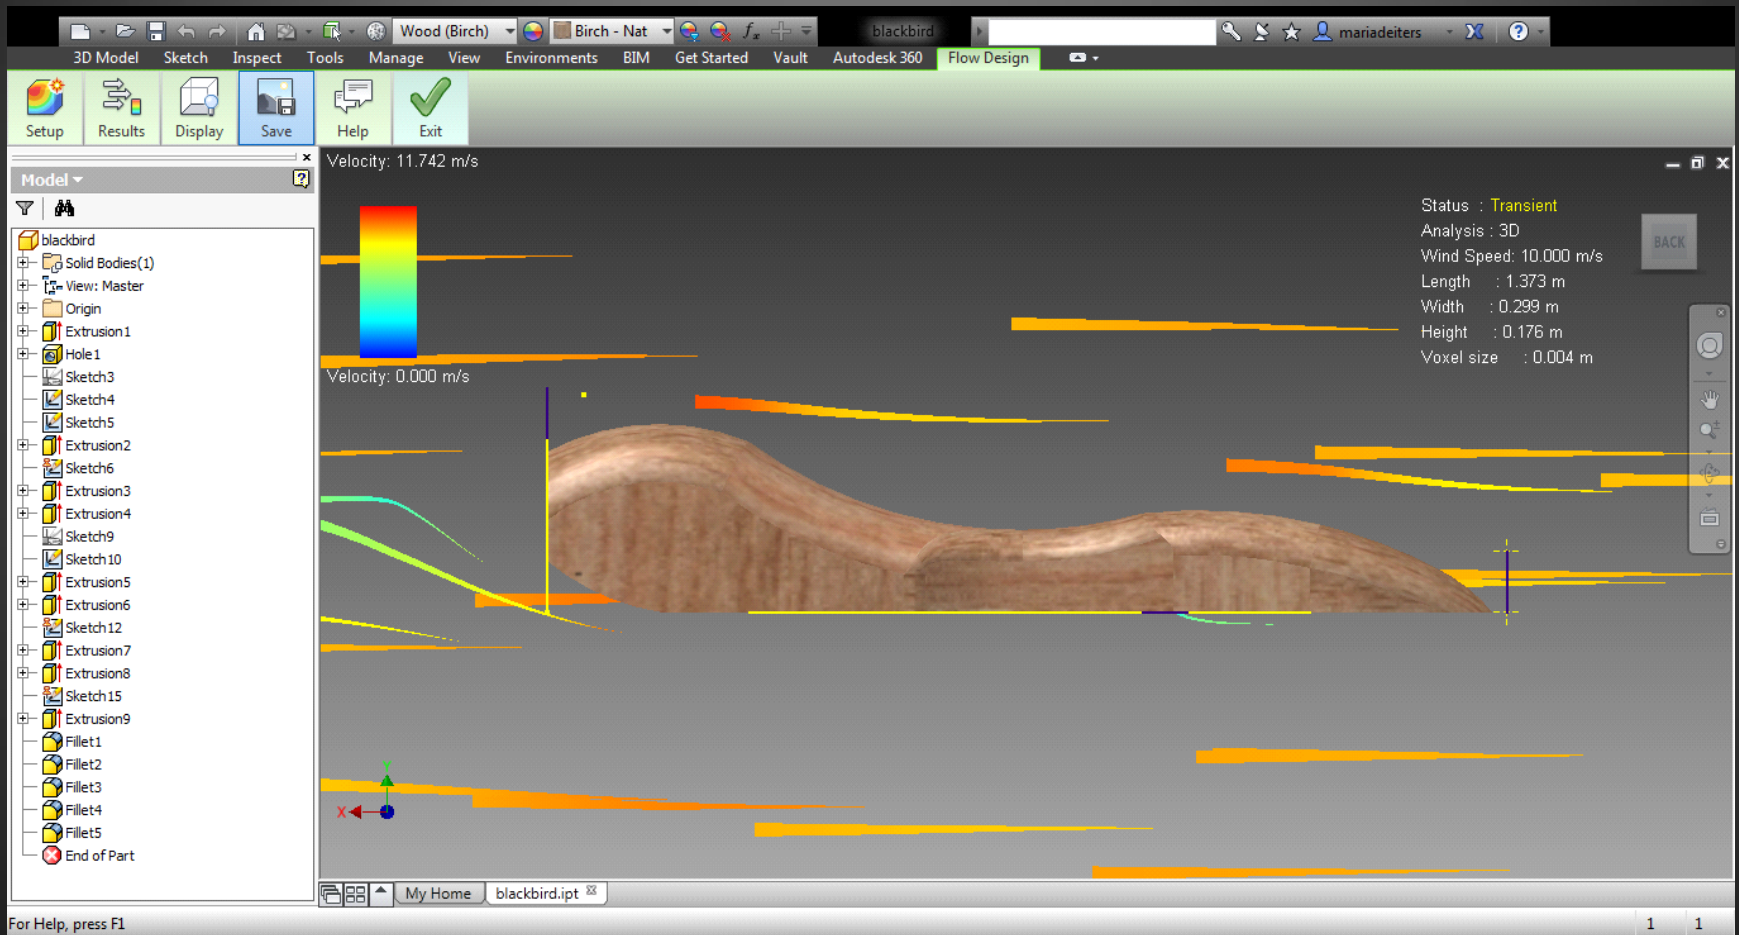 Wood (Birch)
Birch - Nat
fx
blackbird
mariadeiters
3D Model
Sketch
Inspect
Tools
Manage
View
Environments
BIM
Get Started
Vault
Autodesk 360
Flow Design
Setup
Results
Display
Save
Help
Exit
Model
blackbird
Solid Bodies(1)
View: Master
Origin
Extrusion1
Hole1
Sketch3
Sketch4
Sketch5
Extrusion2
Sketch6
Extrusion3
Extrusion4
Sketch9
Sketch10
Extrusion5
Extrusion6
Sketch12
Extrusion7
Extrusion8
Sketch15
Extrusion9
Fillet1
Fillet2
Fillet3
Fillet4
Fillet5
End of Part
Velocity: 11.742 m/s
Velocity: 0.000 m/s
Status : Transient
Analysis : 3D
Wind Speed: 10.000 m/s
Length : 1.373 m
Width : 0.299 m
Height : 0.176 m
Voxel size : 0.004 m
BACK
Y
X
My Home
blackbird.ipt
For Help, press F1
1 1